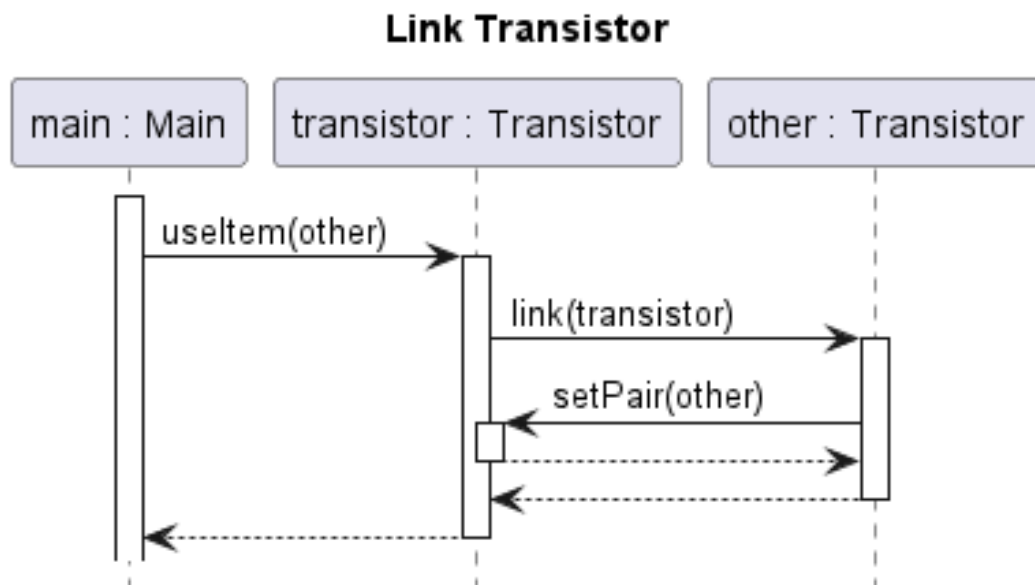 Link Transistor
main : Main
transistor : Transistor
other : Transistor
useItem(other)
link(transistor)
setPair(other)